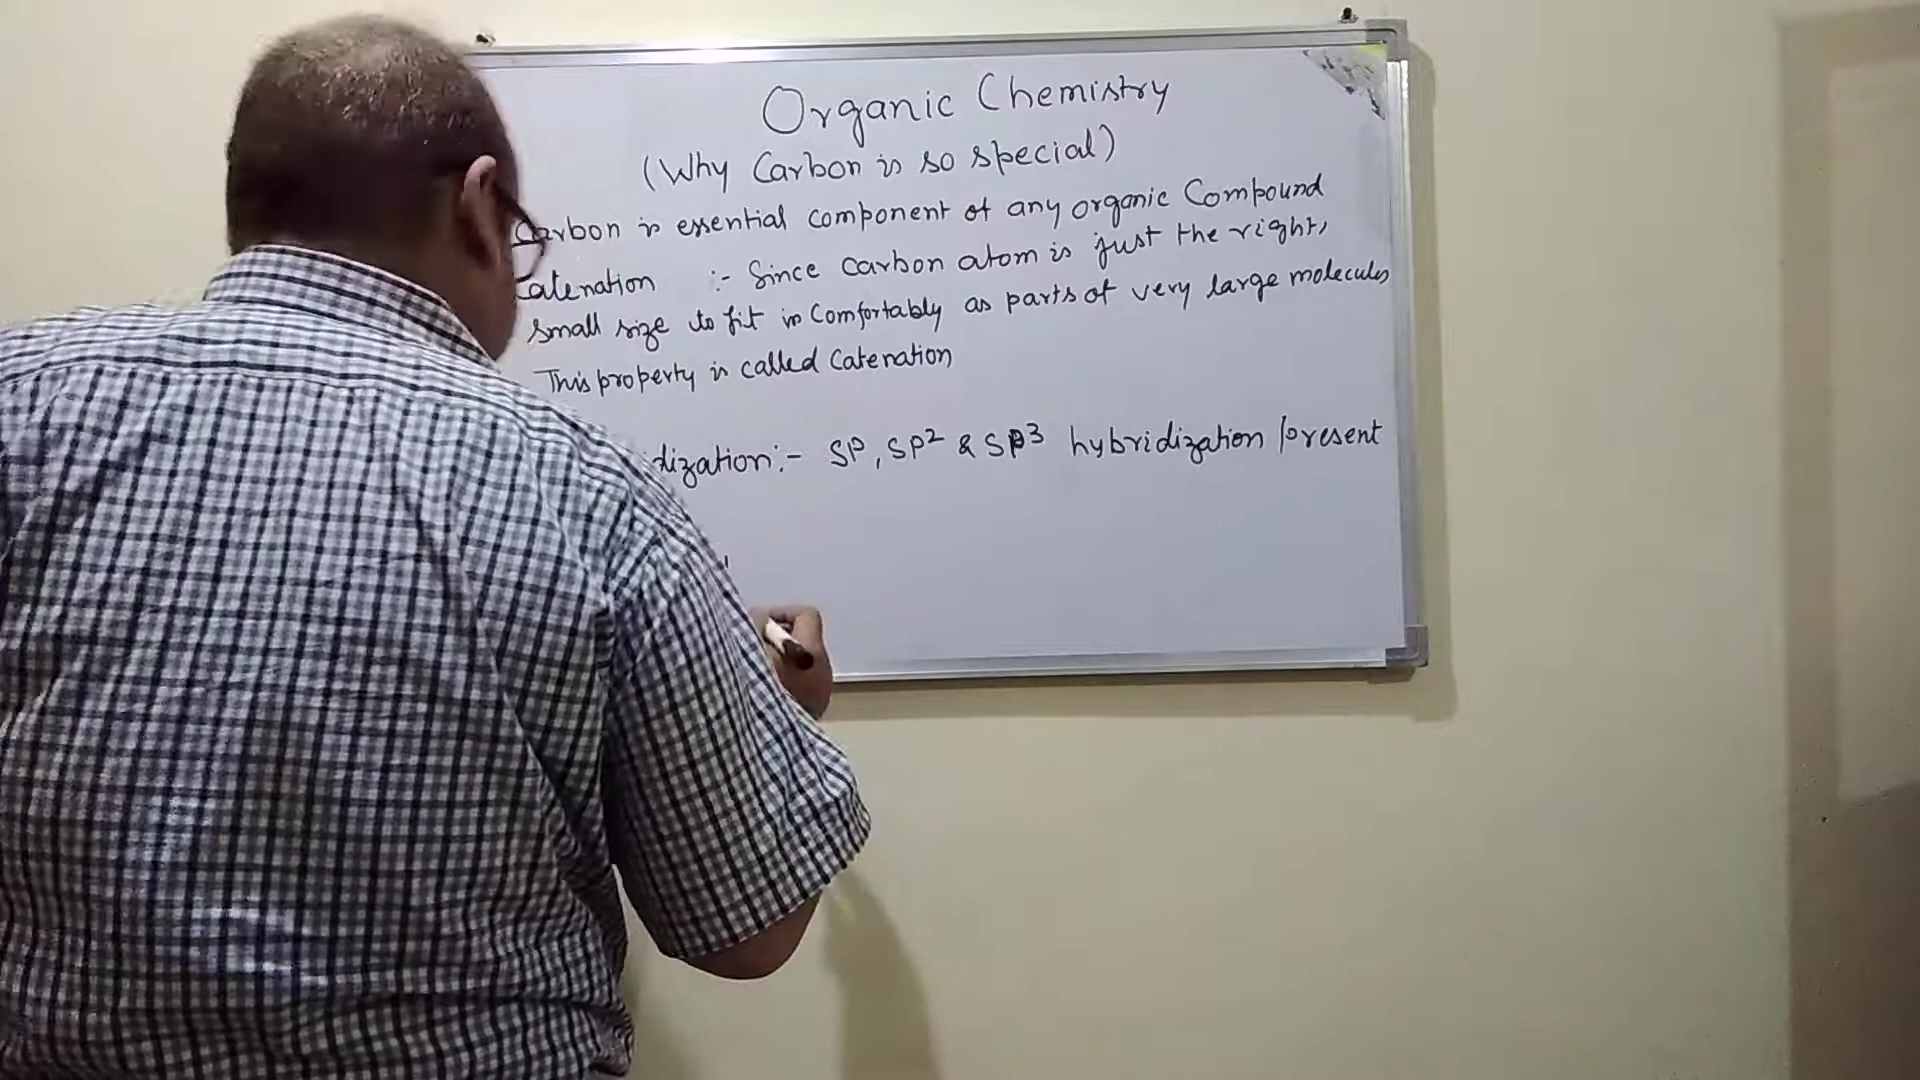 Organic Chemistry
(Why Carbon is so special)
Carbon is essential component of any organic Compound
Catenation :- Since carbon atom is just the right,
small size to fit in Comfortably as parts of very large molecules
This property is called Catenation
dization:- SP, SP² & SP³ hybridization present